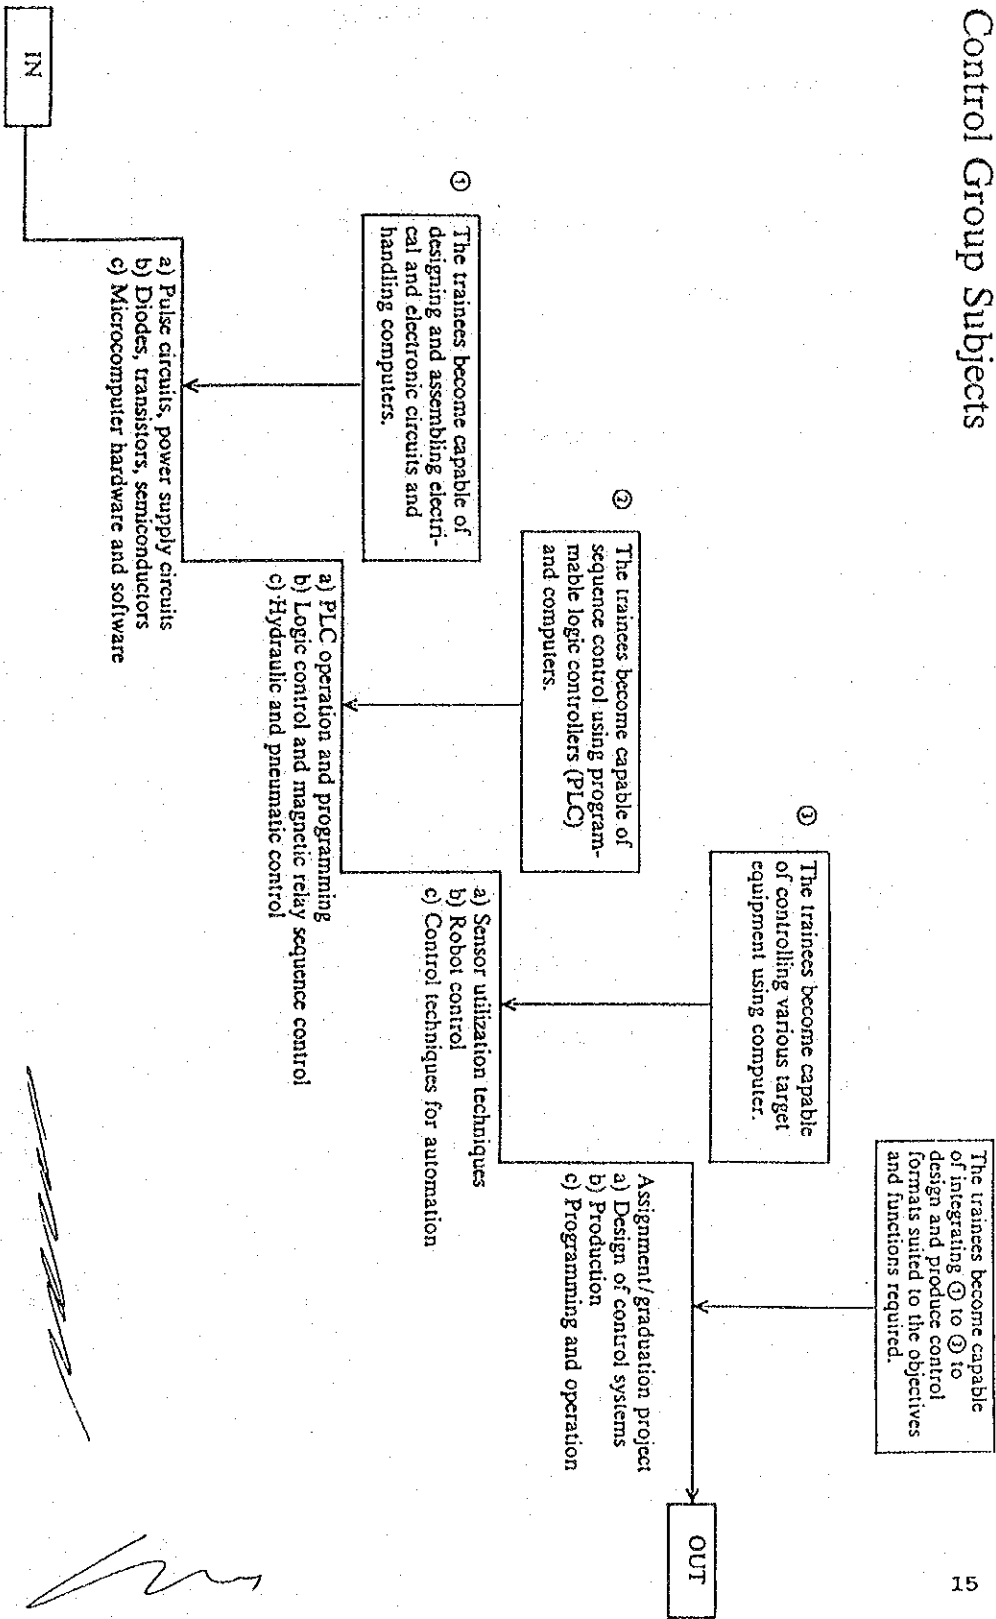 Control Group Subjects
IN
①
The trainees become capable of
designing and assembling electri-
cal and electronic circuits and
handling computers.
a) Pulse circuits, power supply circuits
b) Diodes, transistors, semiconductors
c) Microcomputer hardware and software
②
The trainees become capable of
sequence control using program-
mable logic controllers (PLC)
and computers.
a) PLC operation and programming
b) Logic control and magnetic relay sequence control
c) Hydraulic and pneumatic control
③
The trainees become capable
of controlling various target
equipment using computer.
a) Sensor utilization techniques
b) Robot control
c) Control techniques for automation
The trainees become capable
of integrating ① to ③ to
design and produce control
formats suited to the objectives
and functions required.
Assignment/graduation project
a) Design of control systems
b) Production
c) Programming and operation
OUT
15